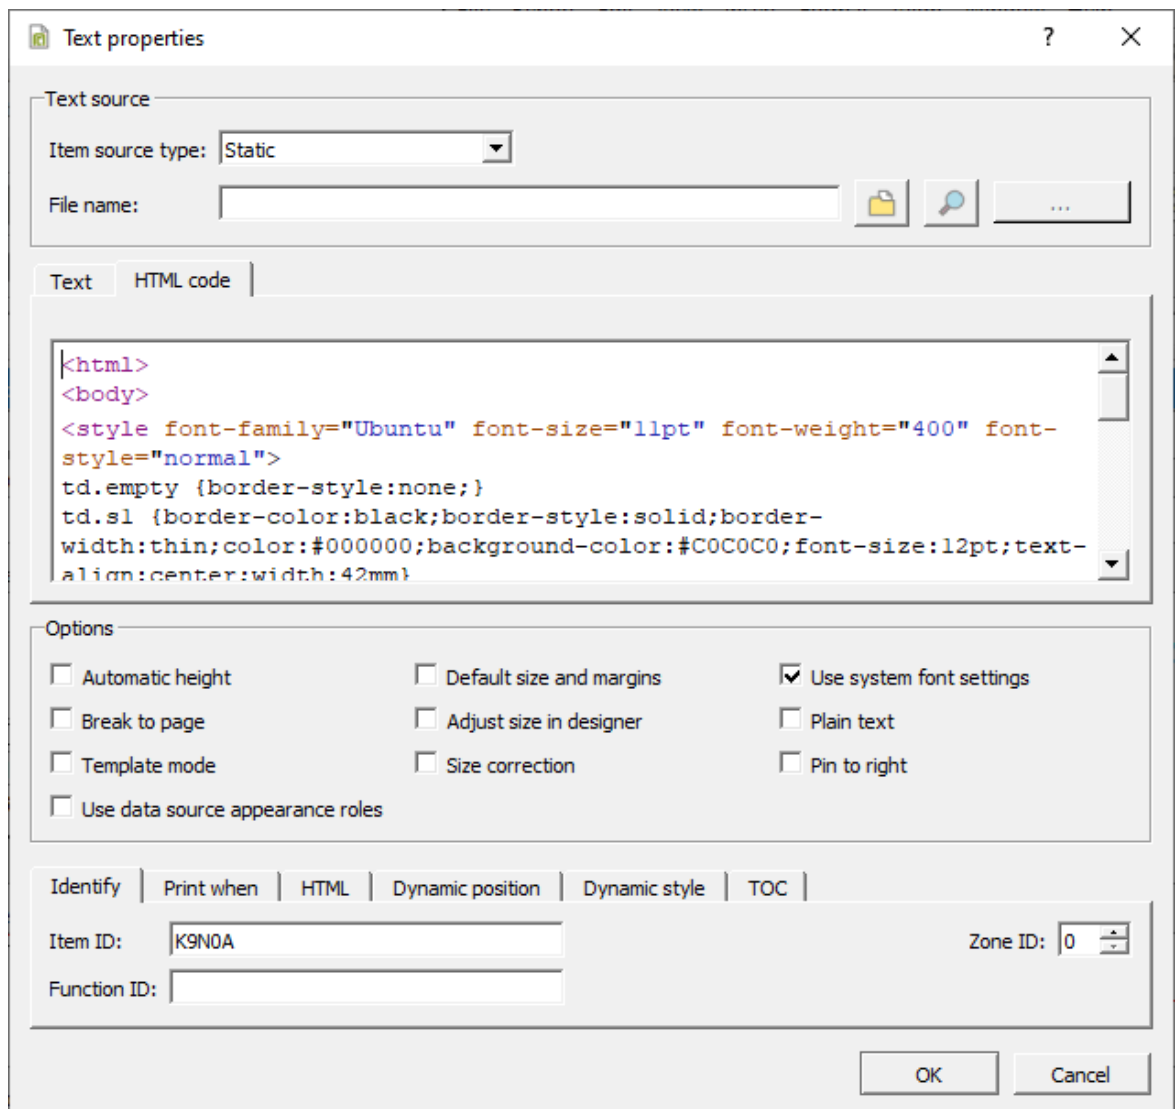 Text properties ?
Text source
Item source type: Static
File name: ...
Text HTML code
<html>
<body>
<style font-family="Ubuntu" font-size="11pt" font-weight="400" font-
style="normal">
td.empty {border-style:none;}
td.sl {border-color:black;border-style:solid;border-
width:thin;color:#000000;background-color:#C0C0C0;font-size:12pt;text-
align:center;width:42mm}
Options
Automatic height Default size and margins Use system font settings
Break to page Adjust size in designer Plain text
Template mode Size correction Pin to right
Use data source appearance roles
Identify Print when HTML Dynamic position Dynamic style TOC
Item ID: K9N0A Zone ID: 0
Function ID:
OK Cancel